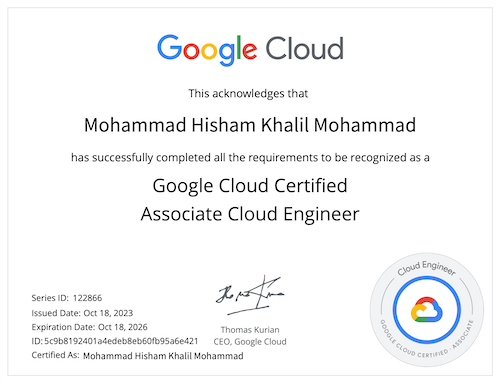 Google Cloud
This acknowledges that
Mohammad Hisham Khalil Mohammad
has successfully completed all the requirements to be recognized as a
Google Cloud Certified
Associate Cloud Engineer
Series ID: 122866
Issued Date: Oct 18, 2023
Expiration Date: Oct 18, 2026
ID:5c9b8192401a4edeb8eb60fb95a6e421
Certified As: Mohammad Hisham Khalil Mohammad
Thomas Kurian
CEO, Google Cloud
Cloud Engineer
GOOGLE CLOUD CERTIFIED · ASSOCIATE